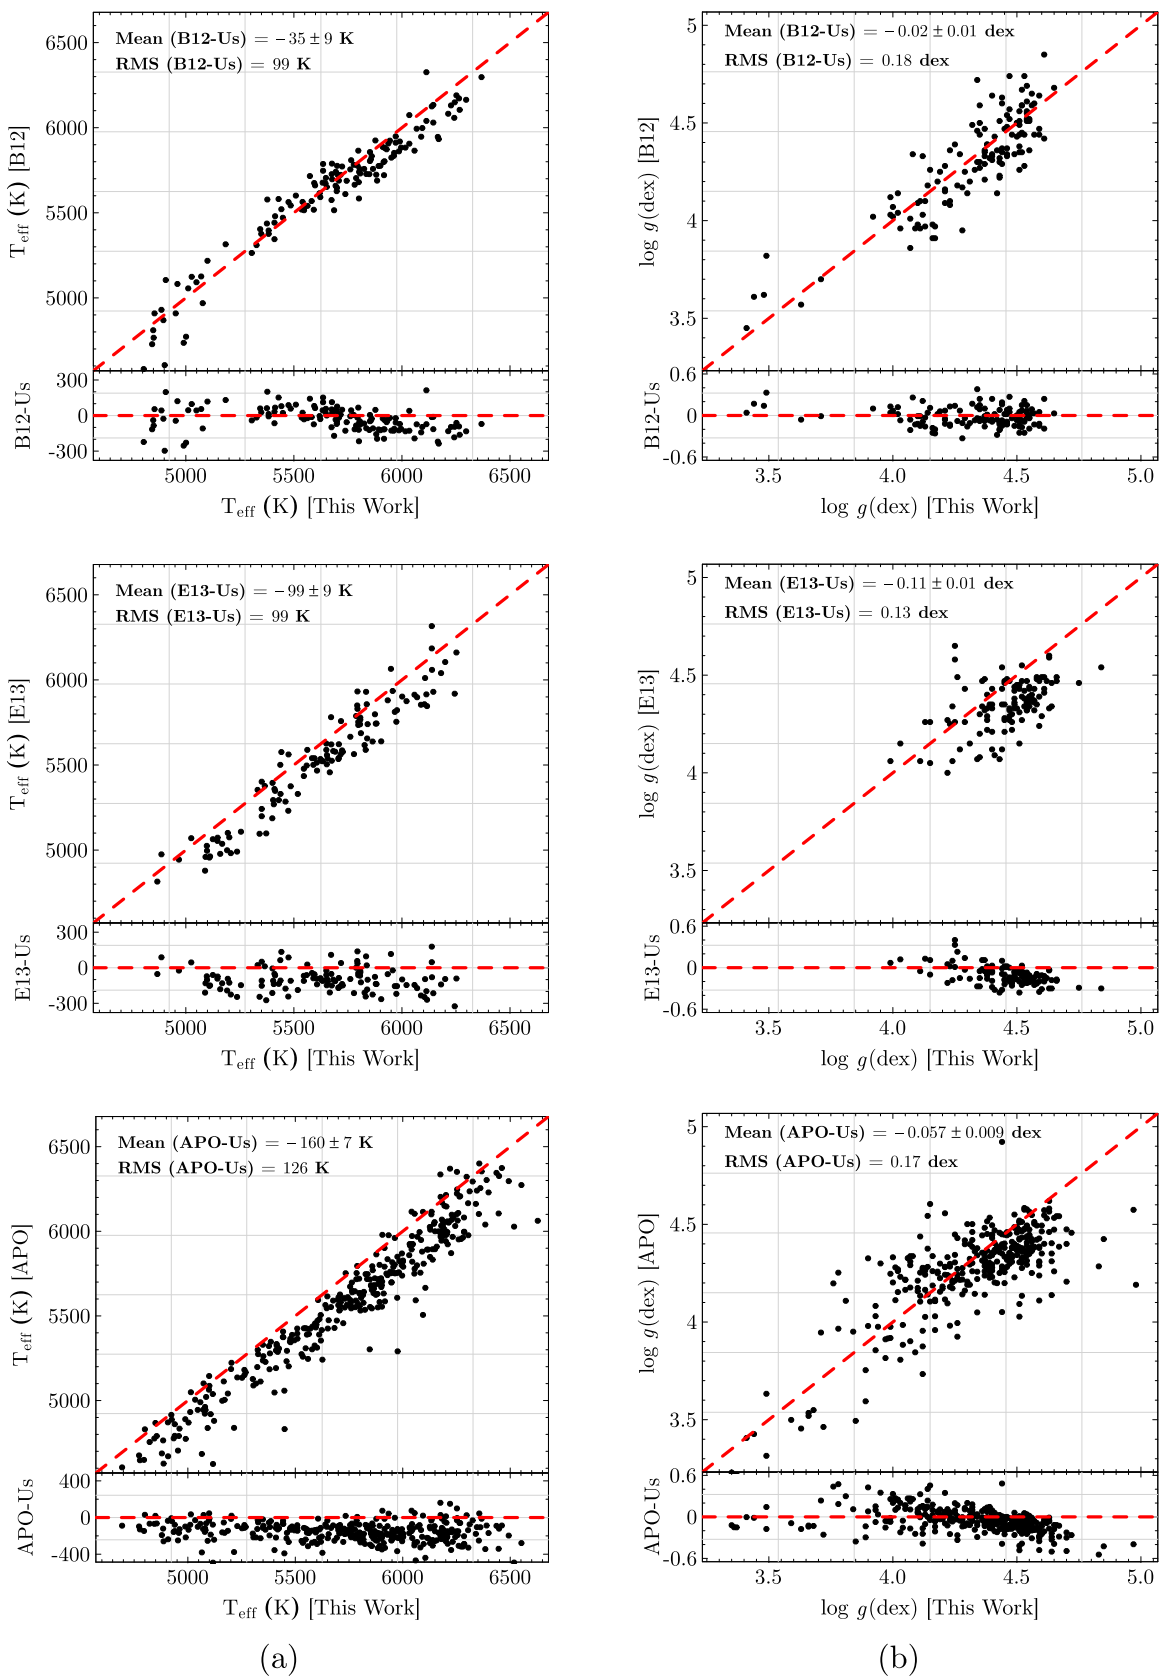 Mean (B12-Us) = −35 ± 9 K
RMS (B12-Us) = 99 K
6500
6000
5500
5000
T_eff (K) [B12]
300
0
-300
B12-Us
5000 5500 6000 6500
T_eff (K) [This Work]
Mean (B12-Us) = −0.02 ± 0.01 dex
RMS (B12-Us) = 0.18 dex
5
4.5
4
3.5
log g(dex) [B12]
0.6
0
-0.6
B12-Us
3.5 4.0 4.5 5.0
log g(dex) [This Work]
Mean (E13-Us) = −99 ± 9 K
RMS (E13-Us) = 99 K
6500
6000
5500
5000
T_eff (K) [E13]
300
0
-300
E13-Us
5000 5500 6000 6500
T_eff (K) [This Work]
Mean (E13-Us) = −0.11 ± 0.01 dex
RMS (E13-Us) = 0.13 dex
5
4.5
4
3.5
log g(dex) [E13]
0.6
0
-0.6
E13-Us
3.5 4.0 4.5 5.0
log g(dex) [This Work]
Mean (APO-Us) = −160 ± 7 K
RMS (APO-Us) = 126 K
6500
6000
5500
5000
T_eff (K) [APO]
400
0
-400
APO-Us
5000 5500 6000 6500
T_eff (K) [This Work]
(a)
Mean (APO-Us) = −0.057 ± 0.009 dex
RMS (APO-Us) = 0.17 dex
5
4.5
4
3.5
log g(dex) [APO]
0.6
0
-0.6
APO-Us
3.5 4.0 4.5 5.0
log g(dex) [This Work]
(b)